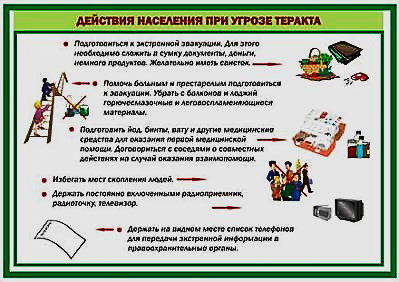 ДЕЙСТВИЯ НАСЕЛЕНИЯ ПРИ УГРОЗЕ ТЕРАКТА
Подготовиться к экстренной эвакуации. Для этого
необходимо сложить в сумку документы, деньги,
немного продуктов. Желательно иметь свисток.
Помочь больным и престарелым подготовиться
к эвакуации. Убрать с балконов и лоджий
горючесмазочные и легковоспламеняющиеся
материалы.
Подготовить йод, бинты, вату и другие медицинские
средства для оказания первой медицинской
помощи. Договориться с соседями о совместных
действиях на случай оказания взаимопомощи.
Избегать мест скопления людей.
Держать постоянно включенными радиоприемник,
радиоточку, телевизор.
Держать на видном месте список телефонов
для передачи экстренной информации в
правоохранительные органы.